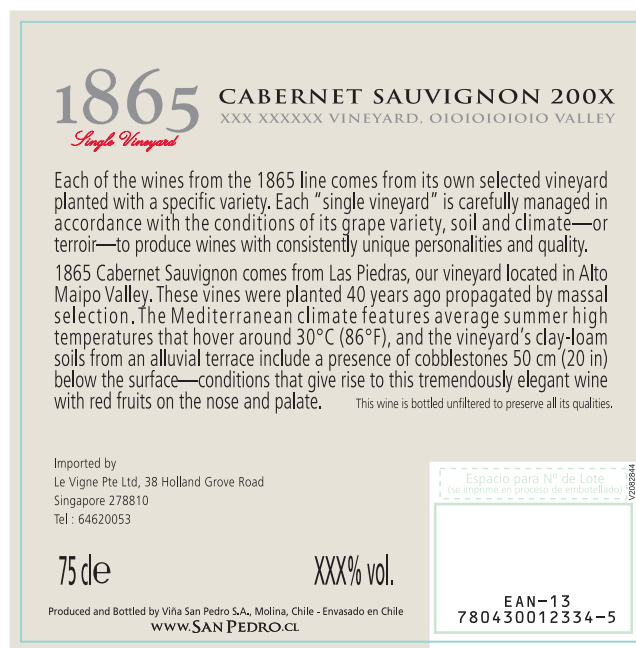 1865
Single Vineyard
CABERNET SAUVIGNON 200X
XXX XXXXXX VINEYARD, OIOIOIOIOIO VALLEY
Each of the wines from the 1865 line comes from its own selected vineyard
planted with a specific variety. Each “single vineyard” is carefully managed in
accordance with the conditions of its grape variety, soil and climate—or
terroir—to produce wines with consistently unique personalities and quality.
1865 Cabernet Sauvignon comes from Las Piedras, our vineyard located in Alto
Maipo Valley. These vines were planted 40 years ago propagated by massal
selection. The Mediterranean climate features average summer high
temperatures that hover around 30°C (86°F), and the vineyard’s clay-loam
soils from an alluvial terrace include a presence of cobblestones 50 cm (20 in)
below the surface—conditions that give rise to this tremendously elegant wine
with red fruits on the nose and palate.
This wine is bottled unfiltered to preserve all its qualities.
Imported by
Le Vigne Pte Ltd, 38 Holland Grove Road
Singapore 278810
Tel : 64620053
Espacio para Nº de Lote
(se imprime en proceso de embotellado)
V2082844
75 cl e
XXX% vol.
EAN-13
780430012334-5
Produced and Bottled by Viña San Pedro S.A., Molina, Chile - Envasado en Chile
WWW.SANPEDRO.CL